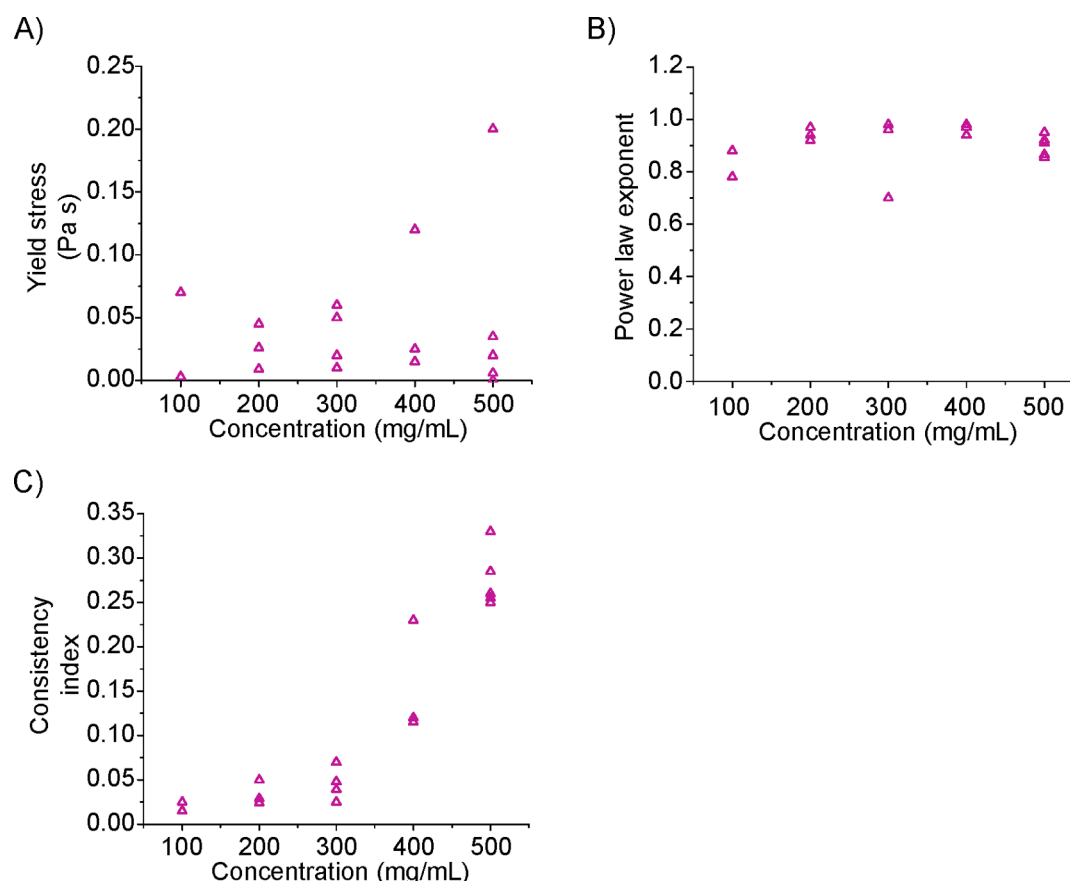 A)
0.25
0.20
0.15
0.10
0.05
0.00
Yield stress
(Pa s)
100 200 300 400 500
Concentration (mg/mL)
B)
1.2
1.0
0.8
0.6
0.4
0.2
0.0
Power law exponent
100 200 300 400 500
Concentration (mg/mL)
C)
0.35
0.30
0.25
0.20
0.15
0.10
0.05
0.00
Consistency
index
100 200 300 400 500
Concentration (mg/mL)